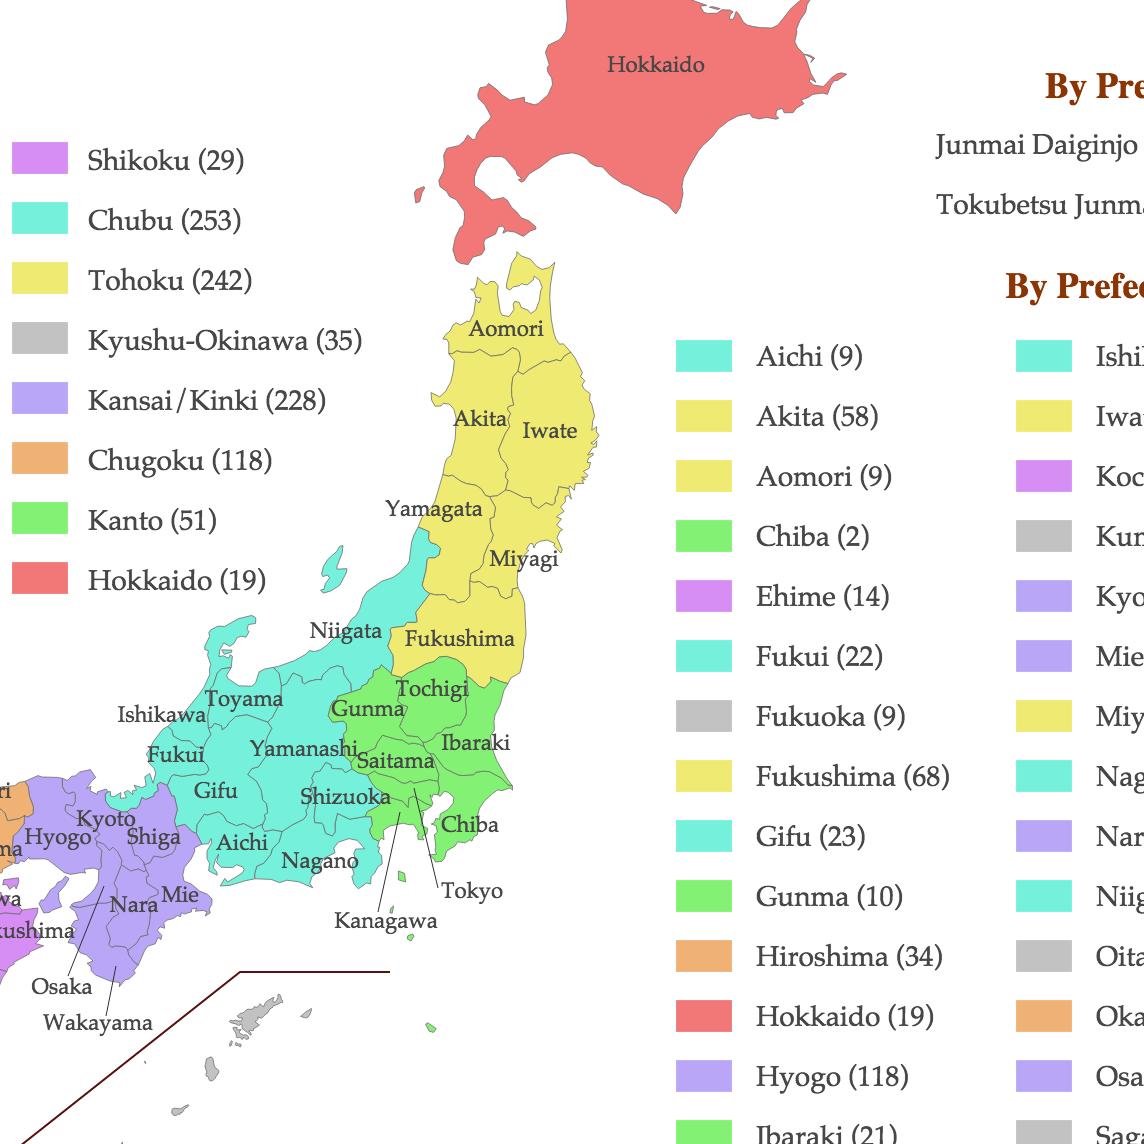 Hokkaido
By Pre
Junmai Daiginjo
Tokubetsu Junma
Shikoku (29)
Chubu (253)
Tohoku (242)
Kyushu-Okinawa (35)
Kansai/Kinki (228)
Chugoku (118)
Kanto (51)
Hokkaido (19)
Aomori
Akita
Iwate
Yamagata
Miyagi
Niigata
Fukushima
Tochigi
Toyama
Gunma
Ishikawa
Ibaraki
Yamanashi
Fukui
Saitama
Gifu
Shizuoka
Kyoto
Chiba
Hyogo
Shiga
Aichi
Nagano
Tokyo
Mie
Nara
Kanagawa
Osaka
Wakayama
ri
ma
wa
kushima
By Prefec
Aichi (9)
Akita (58)
Aomori (9)
Chiba (2)
Ehime (14)
Fukui (22)
Fukuoka (9)
Fukushima (68)
Gifu (23)
Gunma (10)
Hiroshima (34)
Hokkaido (19)
Hyogo (118)
Ibaraki (21)
Ishi
Iwa
Koc
Kum
Kyo
Mie
Miy
Nag
Nar
Niig
Oita
Oka
Osa
Saga